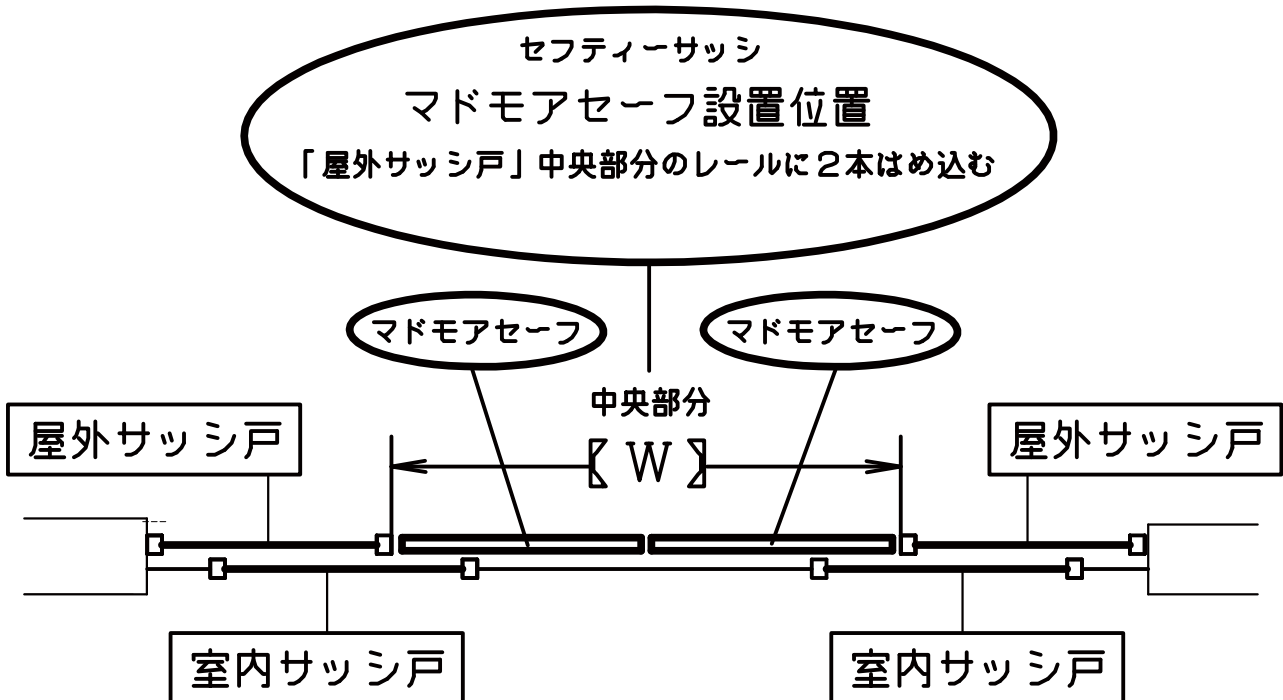 セフティーサッシ
マドモアセーフ設置位置
「屋外サッシ戸」中央部分のレールに2本はめ込む
マドモアセーフ
マドモアセーフ
中央部分
【 W 】
屋外サッシ戸
屋外サッシ戸
室内サッシ戸
室内サッシ戸